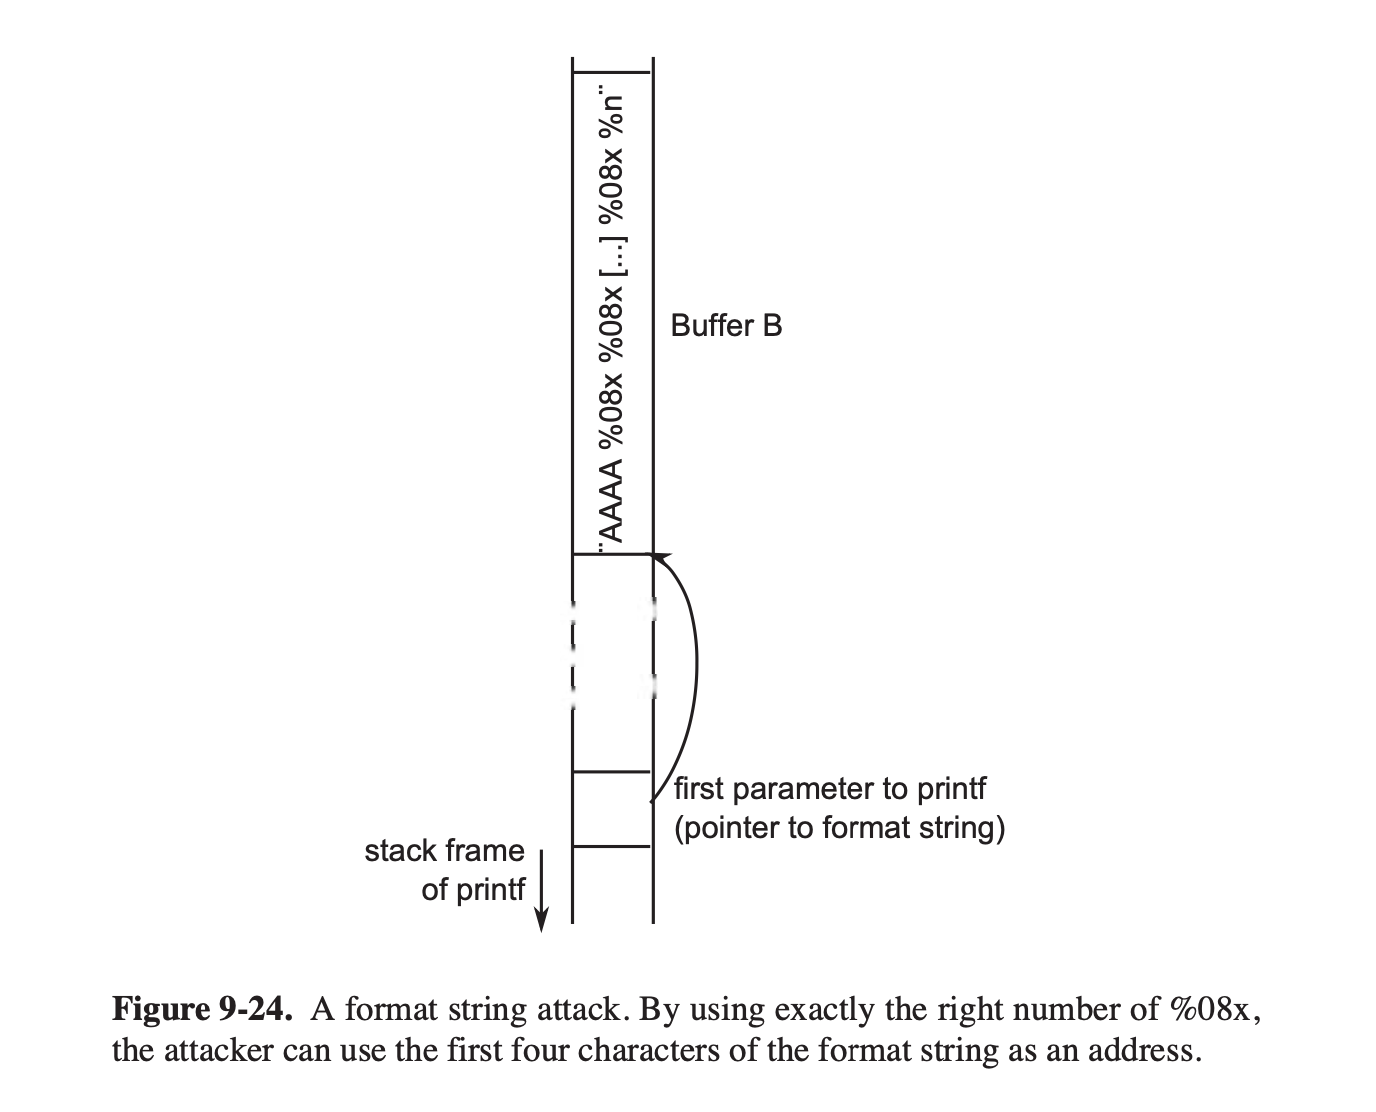 "AAAA %08x %08x [...] %08x %n"
Buffer B
first parameter to printf
(pointer to format string)
stack frame
of printf
Figure 9-24. A format string attack. By using exactly the right number of %08x,
the attacker can use the first four characters of the format string as an address.